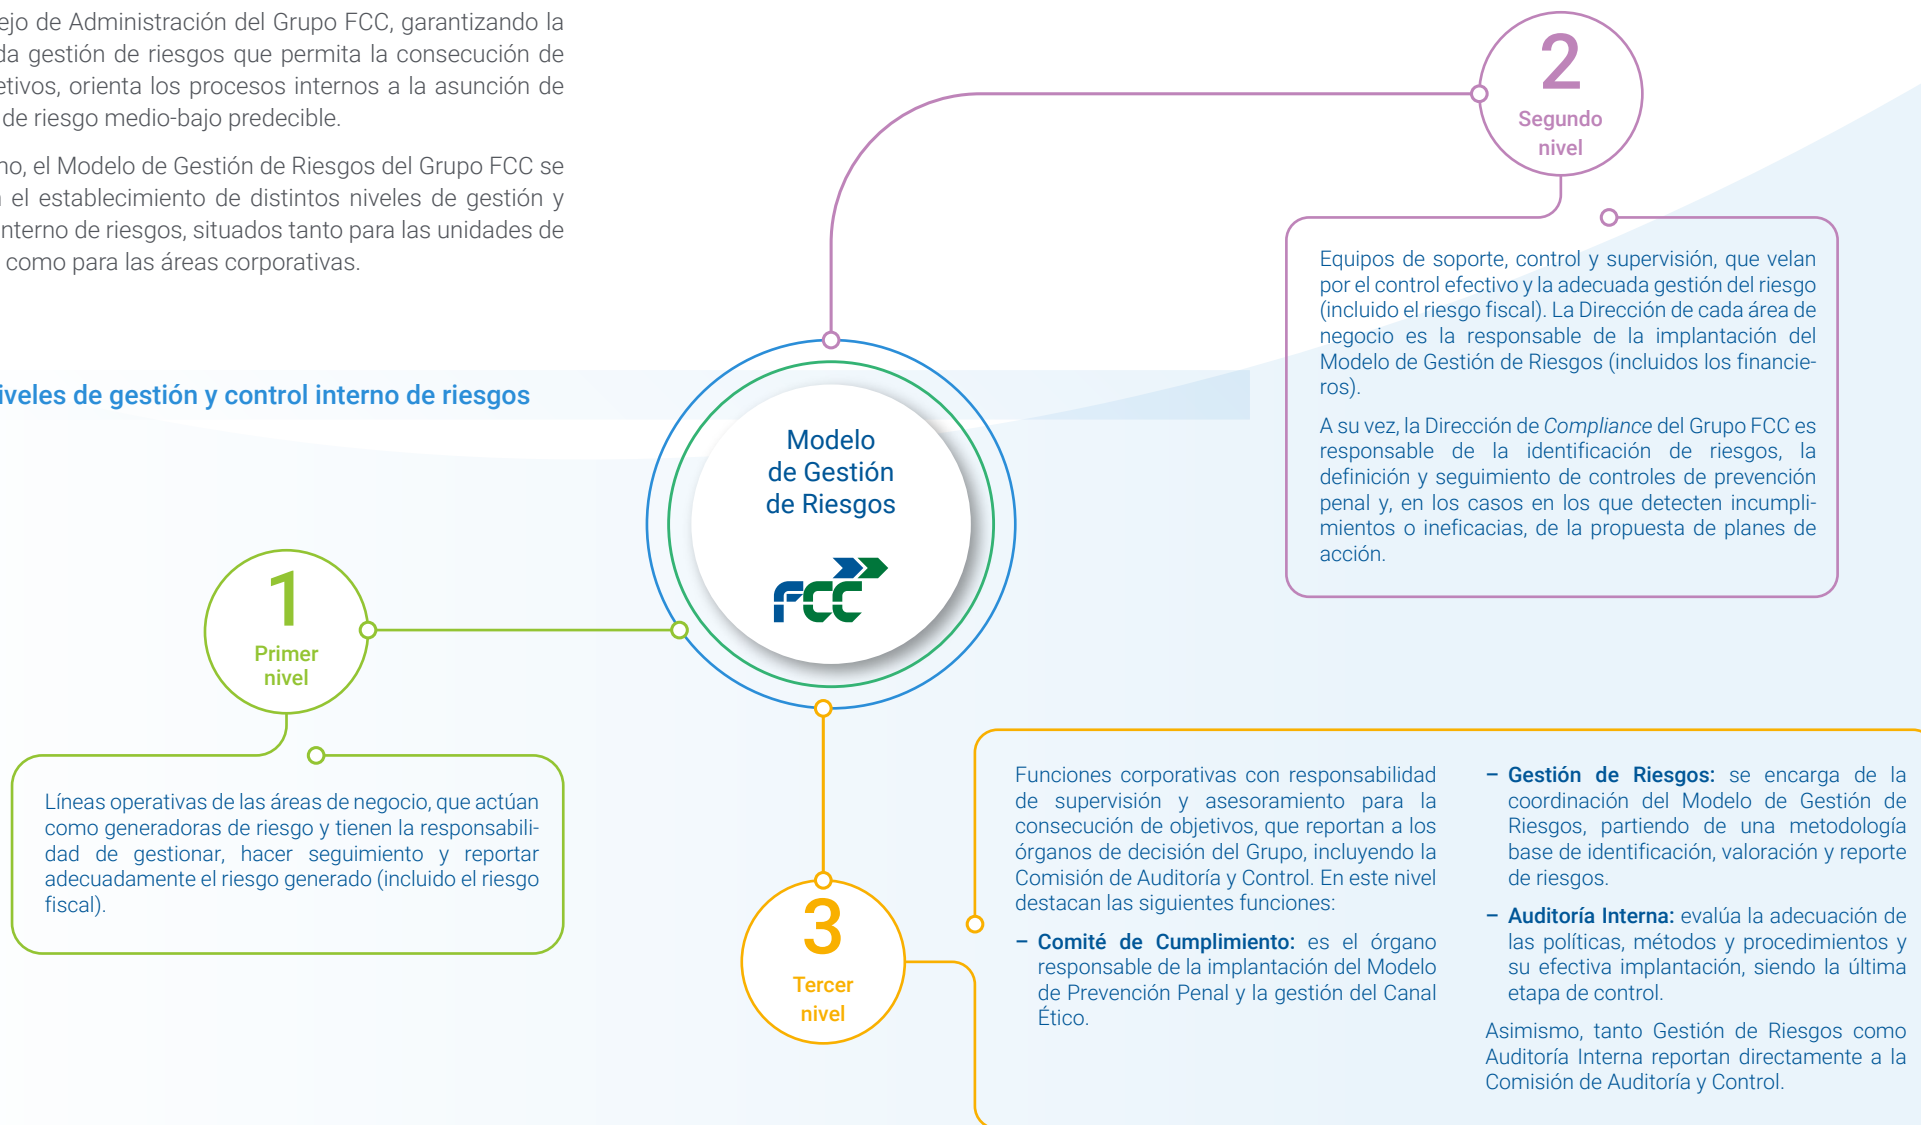 ejo de Administración del Grupo FCC, garantizando la
da gestión de riesgos que permita la consecución de
etivos, orienta los procesos internos a la asunción de
de riesgo medio-bajo predecible.
no, el Modelo de Gestión de Riesgos del Grupo FCC se
el establecimiento de distintos niveles de gestión y
interno de riesgos, situados tanto para las unidades de
como para las áreas corporativas.
iveles de gestión y control interno de riesgos
Modelo
de Gestión
de Riesgos
FCC
1
Primer
nivel
Líneas operativas de las áreas de negocio, que actúan
como generadoras de riesgo y tienen la responsabili-
dad de gestionar, hacer seguimiento y reportar
adecuadamente el riesgo generado (incluido el riesgo
fiscal).
2
Segundo
nivel
Equipos de soporte, control y supervisión, que velan
por el control efectivo y la adecuada gestión del riesgo
(incluido el riesgo fiscal). La Dirección de cada área de
negocio es la responsable de la implantación del
Modelo de Gestión de Riesgos (incluidos los financie-
ros).
A su vez, la Dirección de Compliance del Grupo FCC es
responsable de la identificación de riesgos, la
definición y seguimiento de controles de prevención
penal y, en los casos en los que detecten incumpli-
mientos o ineficacias, de la propuesta de planes de
acción.
3
Tercer
nivel
Funciones corporativas con responsabilidad
de supervisión y asesoramiento para la
consecución de objetivos, que reportan a los
órganos de decisión del Grupo, incluyendo la
Comisión de Auditoría y Control. En este nivel
destacan las siguientes funciones:
– Comité de Cumplimiento: es el órgano
responsable de la implantación del Modelo
de Prevención Penal y la gestión del Canal
Ético.
– Gestión de Riesgos: se encarga de la
coordinación del Modelo de Gestión de
Riesgos, partiendo de una metodología
base de identificación, valoración y reporte
de riesgos.
– Auditoría Interna: evalúa la adecuación de
las políticas, métodos y procedimientos y
su efectiva implantación, siendo la última
etapa de control.
Asimismo, tanto Gestión de Riesgos como
Auditoría Interna reportan directamente a la
Comisión de Auditoría y Control.